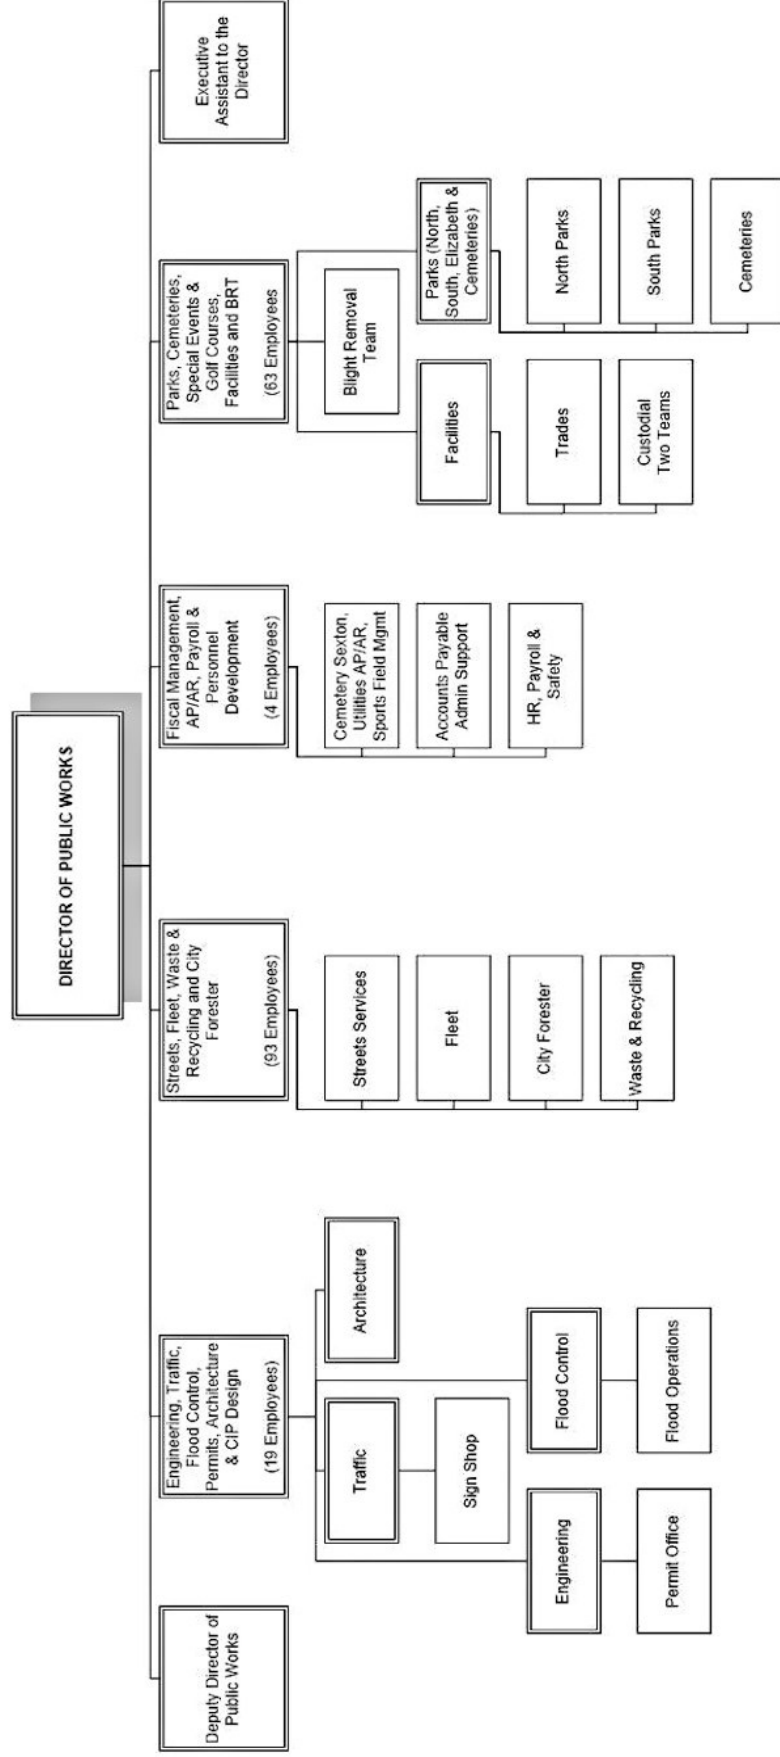 DIRECTOR OF PUBLIC WORKS
Deputy Director of
Public Works
Engineering, Traffic,
Flood Control,
Permits, Architecture
& CIP Design
(19 Employees)
Streets, Fleet, Waste &
Recycling and City
Forester
(93 Employees)
Fiscal Management,
AP/AR, Payroll &
Personnel
Development
(4 Employees)
Parks, Cemeteries,
Special Events &
Golf Courses,
Facilities and BRT
(63 Employees
Executive
Assistant to the
Director
Traffic
Architecture
Sign Shop
Engineering
Flood Control
Permit Office
Flood Operations
Streets Services
Fleet
City Forester
Waste & Recycling
Cemetery Sexton,
Utilities AP/AR,
Sports Field Mgmt
Accounts Payable
Admin Support
HR, Payroll &
Safety
Blight Removal
Team
Facilities
Parks (North,
South, Elizabeth &
Cemeteries)
Trades
Custodial
Two Teams
North Parks
South Parks
Cemeteries